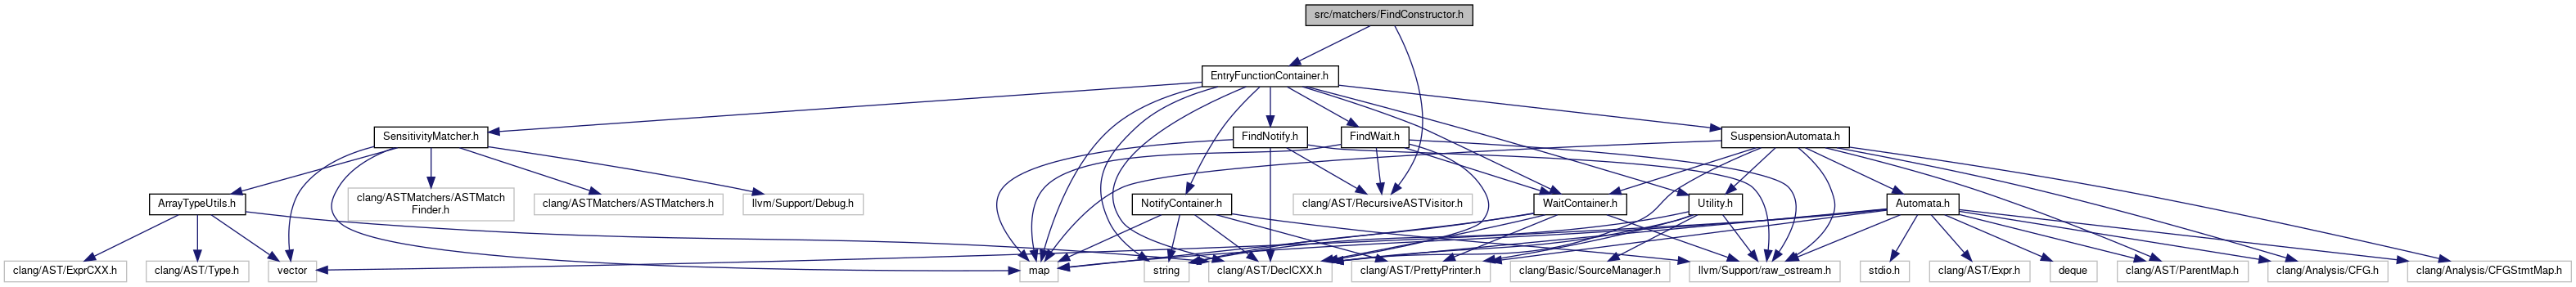 src/matchers/FindConstructor.h
EntryFunctionContainer.h
SensitivityMatcher.h
FindNotify.h
FindWait.h
SuspensionAutomata.h
ArrayTypeUtils.h
clang/ASTMatchers/ASTMatch
Finder.h
clang/ASTMatchers/ASTMatchers.h
llvm/Support/Debug.h
NotifyContainer.h
clang/AST/RecursiveASTVisitor.h
WaitContainer.h
Utility.h
Automata.h
clang/AST/ExprCXX.h
clang/AST/Type.h
vector
map
string
clang/AST/DeclCXX.h
clang/AST/PrettyPrinter.h
clang/Basic/SourceManager.h
llvm/Support/raw_ostream.h
stdio.h
clang/AST/Expr.h
deque
clang/AST/ParentMap.h
clang/Analysis/CFG.h
clang/Analysis/CFGStmtMap.h